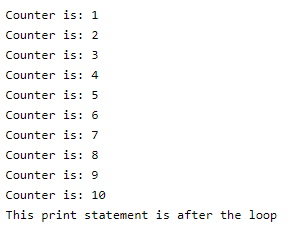 Counter is: 1
Counter is: 2
Counter is: 3
Counter is: 4
Counter is: 5
Counter is: 6
Counter is: 7
Counter is: 8
Counter is: 9
Counter is: 10
This print statement is after the loop